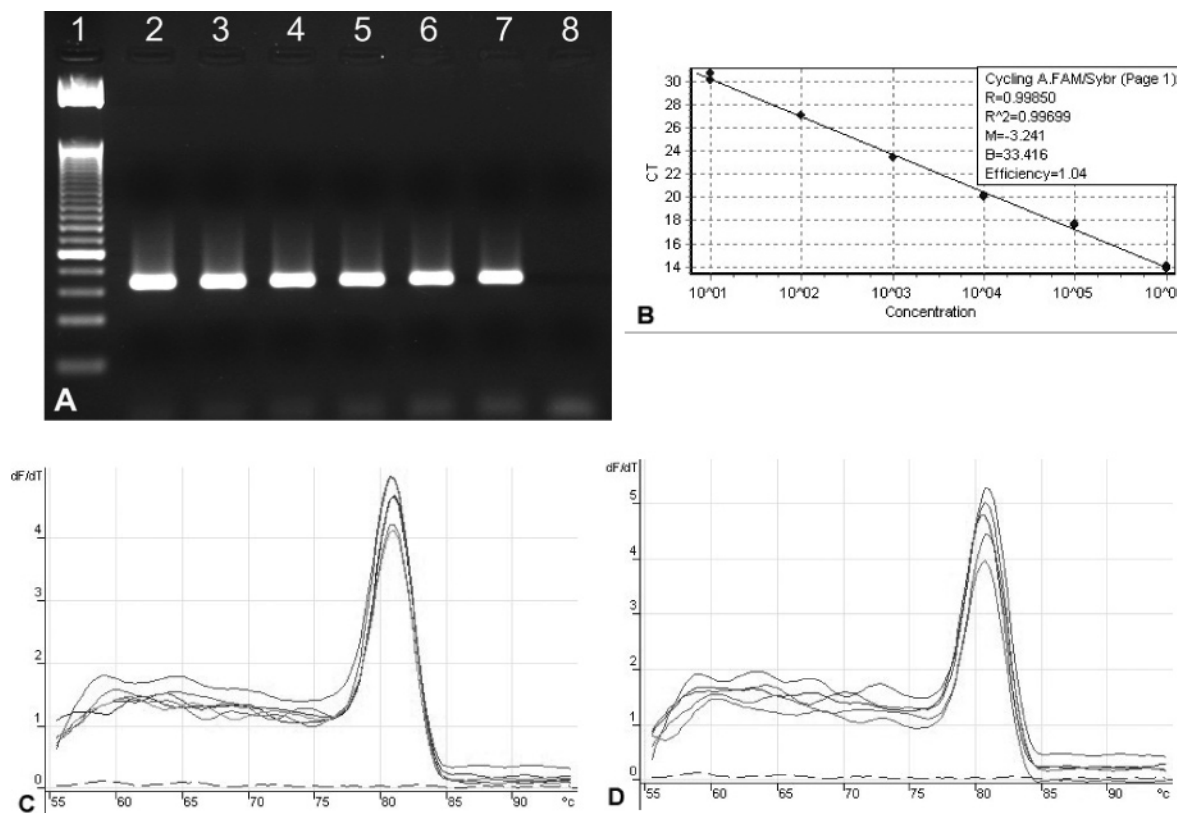 1 2 3 4 5 6 7 8
A
30
28
26
24
22
20
18
16
14
CT
10^01 10^02 10^03 10^04 10^05 10^0
Concentration
Cycling A.FAM/Sybr (Page 1)
R=0.99850
R^2=0.99699
M=-3.241
B=33.416
Efficiency=1.04
B
dF/dT
4
3
2
1
0
55 60 65 70 75 80 85 90 °c
C
dF/dT
5
4
3
2
1
0
55 60 65 70 75 80 85 90 °c
D